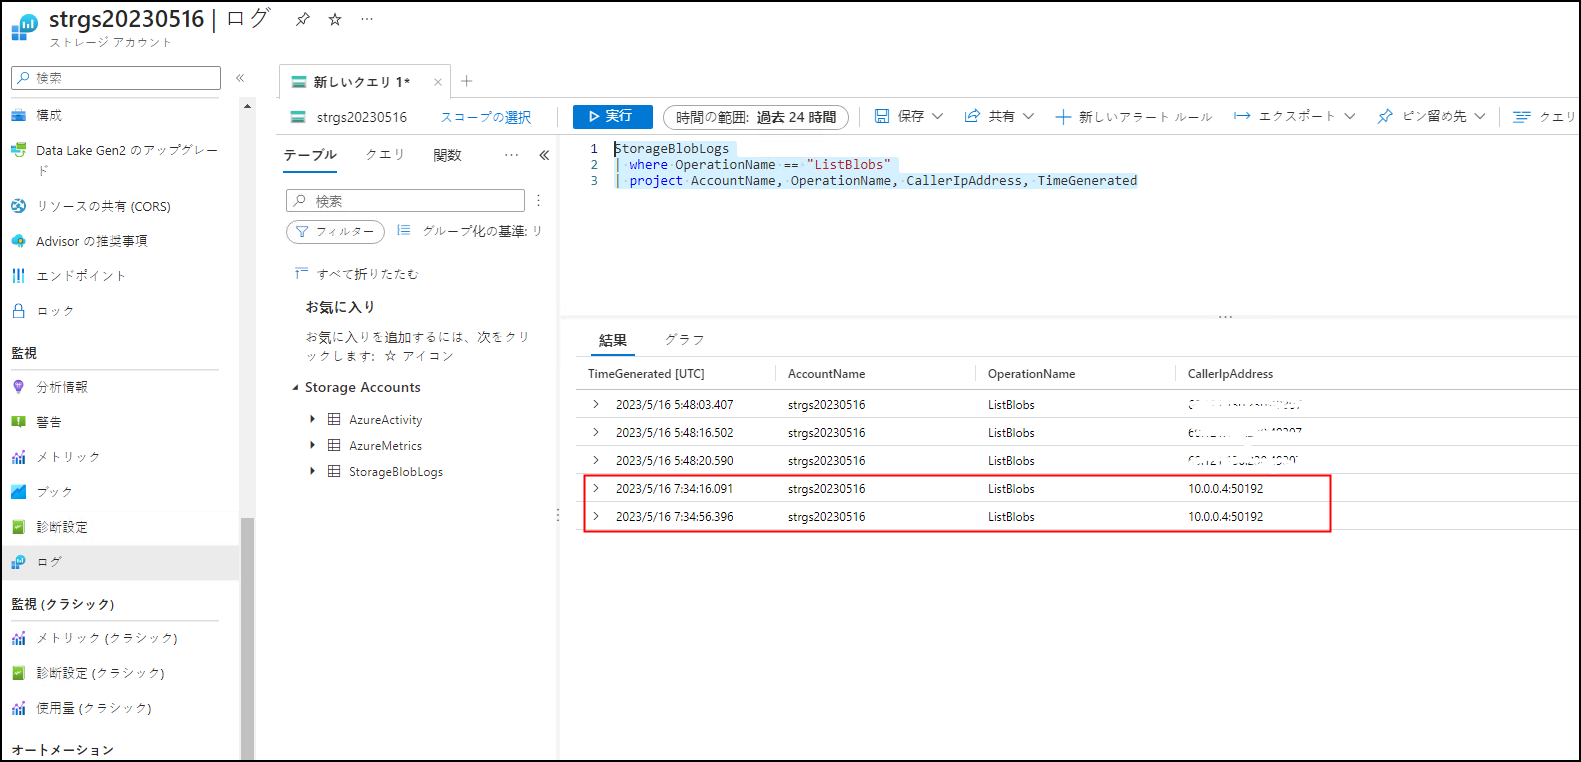 strgs20230516 | ログ
ストレージ アカウント
検索
構成
Data Lake Gen2 のアップグレー
ド
リソースの共有 (CORS)
Advisor の推奨事項
エンドポイント
ロック
監視
分析情報
警告
メトリック
ブック
診断設定
ログ
監視 (クラシック)
メトリック (クラシック)
診断設定 (クラシック)
使用量 (クラシック)
オートメーション
新しいクエリ 1*
strgs20230516
スコープの選択
実行
時間の範囲: 過去 24 時間
保存
共有
新しいアラート ルール
エクスポート
ピン留め先
クエリ
テーブル
クエリ
関数
検索
フィルター
グループ化の基準: リ
すべて折りたたむ
お気に入り
お気に入りを追加するには、次をクリ
ックします: ☆ アイコン
Storage Accounts
AzureActivity
AzureMetrics
StorageBlobLogs
1 StorageBlobLogs
2 | where OperationName == "ListBlobs"
3 | project AccountName, OperationName, CallerIpAddress, TimeGenerated
結果
グラフ
TimeGenerated [UTC] AccountName OperationName CallerIpAddress
2023/5/16 5:48:03.407 strgs20230516 ListBlobs
2023/5/16 5:48:16.502 strgs20230516 ListBlobs
2023/5/16 5:48:20.590 strgs20230516 ListBlobs
2023/5/16 7:34:16.091 strgs20230516 ListBlobs 10.0.0.4:50192
2023/5/16 7:34:56.396 strgs20230516 ListBlobs 10.0.0.4:50192